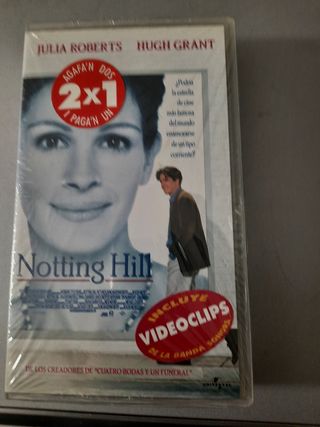 JULIA ROBERTS HUGH GRANT
AGAFA'N DOS
2x1
I PAGA'N UN
¿Podría
la estrella
de cine
más famosa
del mundo
enamorarse
de un tipo
corriente?
Notting Hill
INCLUYE
VIDEOCLIPS
DE LA BANDA SONORA
DE LOS CREADORES DE "CUATRO BODAS Y UN FUNERAL"
UNIVERSAL